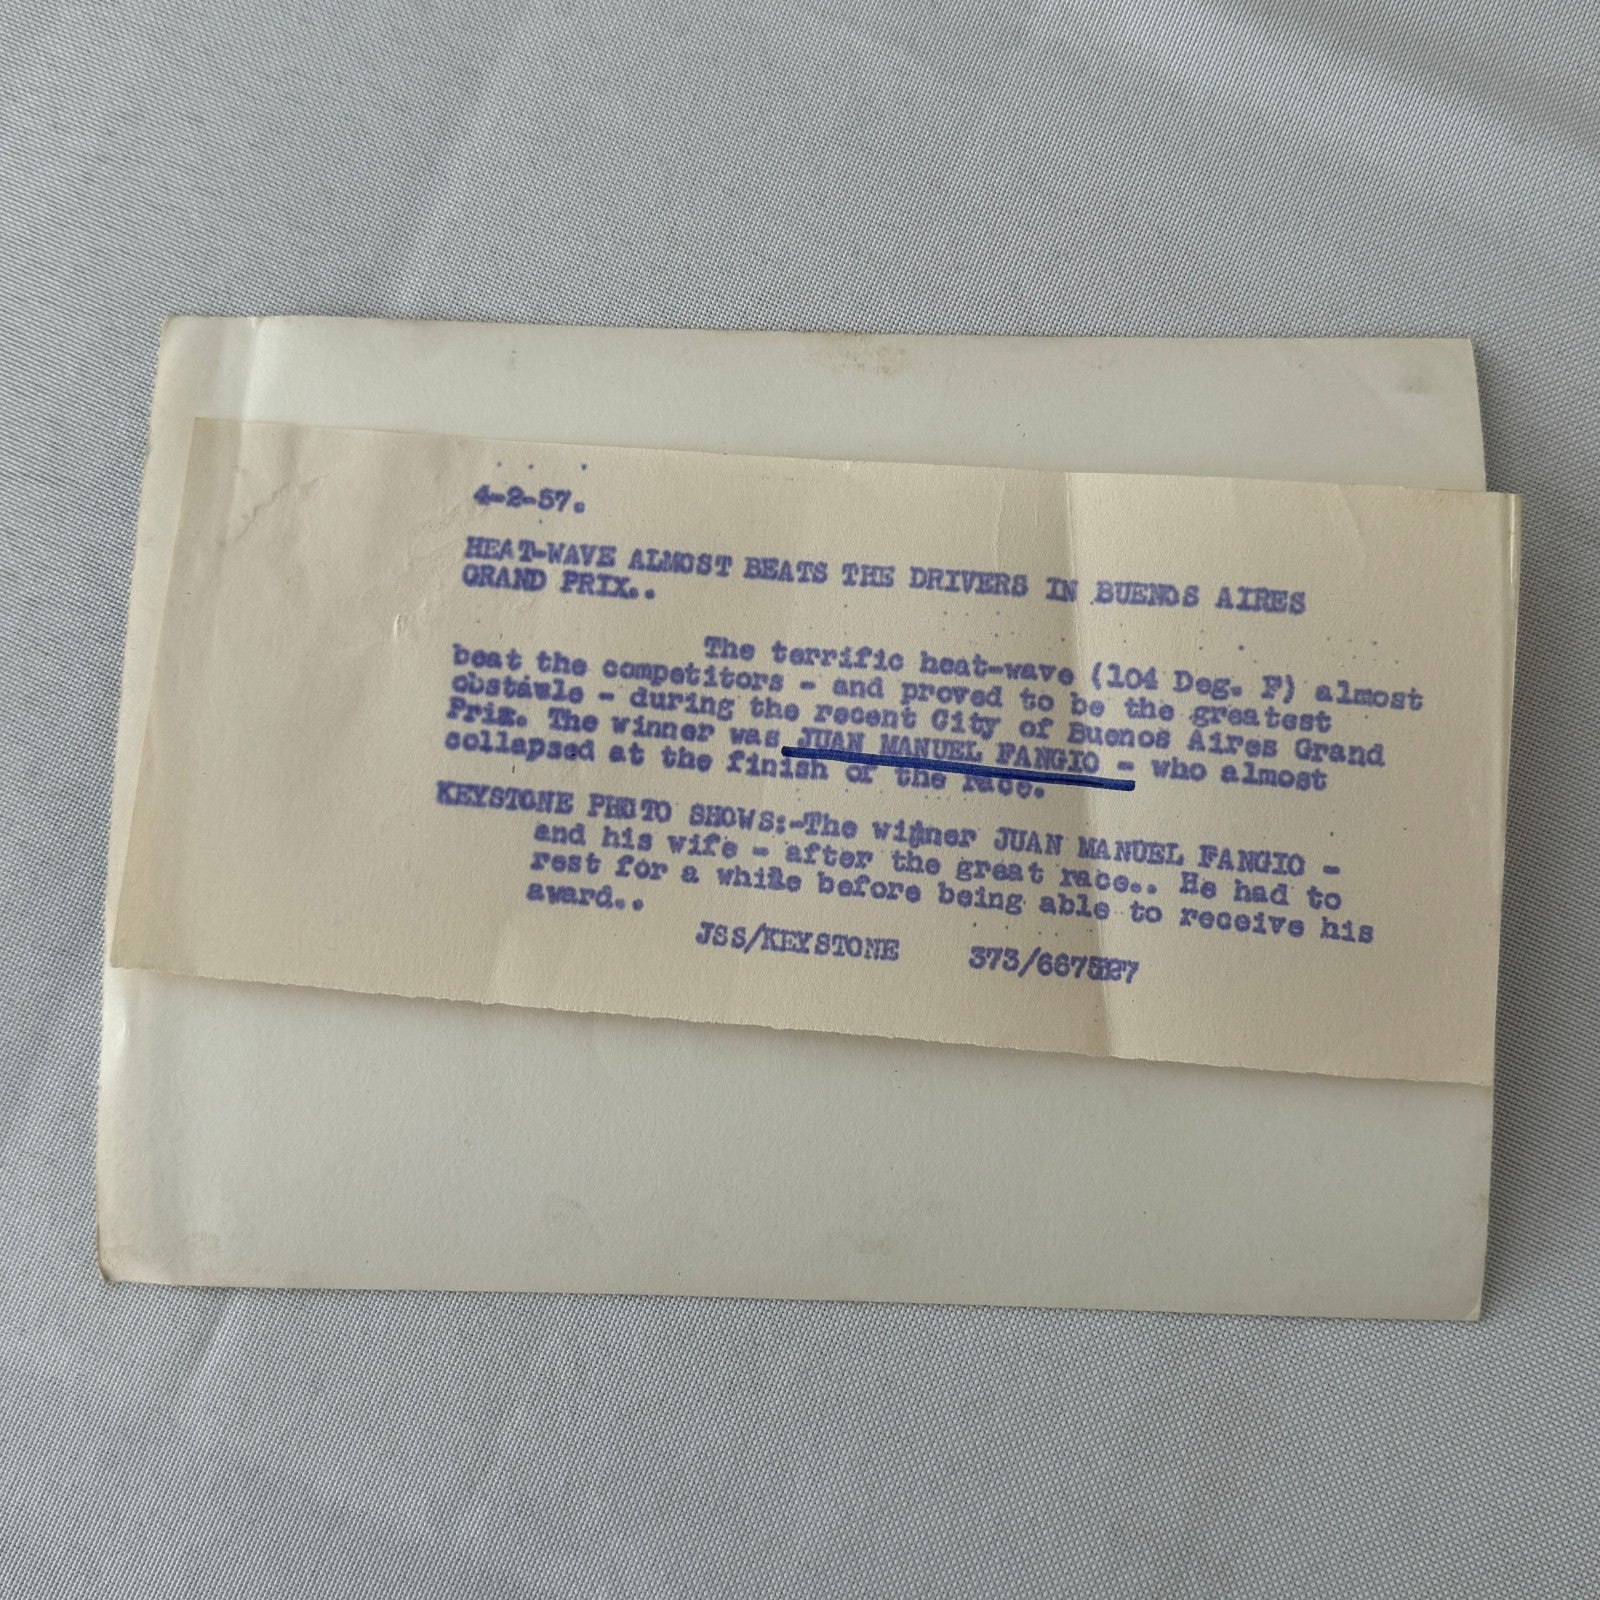 4-2-57.
HEAT-WAVE ALMOST BEATS THE DRIVERS IN BUENOS AIRES
GRAND PRIX..
The terrific heat-wave (104 Deg. F) almost
beat the competitors - and proved to be the greatest
obstacle - during the recent City of Buenos Aires Grand
Prix. The winner was JUAN MANUEL FANGIO - who almost
collapsed at the finish of the race.
KEYSTONE PHOTO SHOWS:-The winner JUAN MANUEL FANGIO -
and his wife - after the great race.. He had to
rest for a while before being able to receive his
award..
JSS/KEYSTONE 373/667527